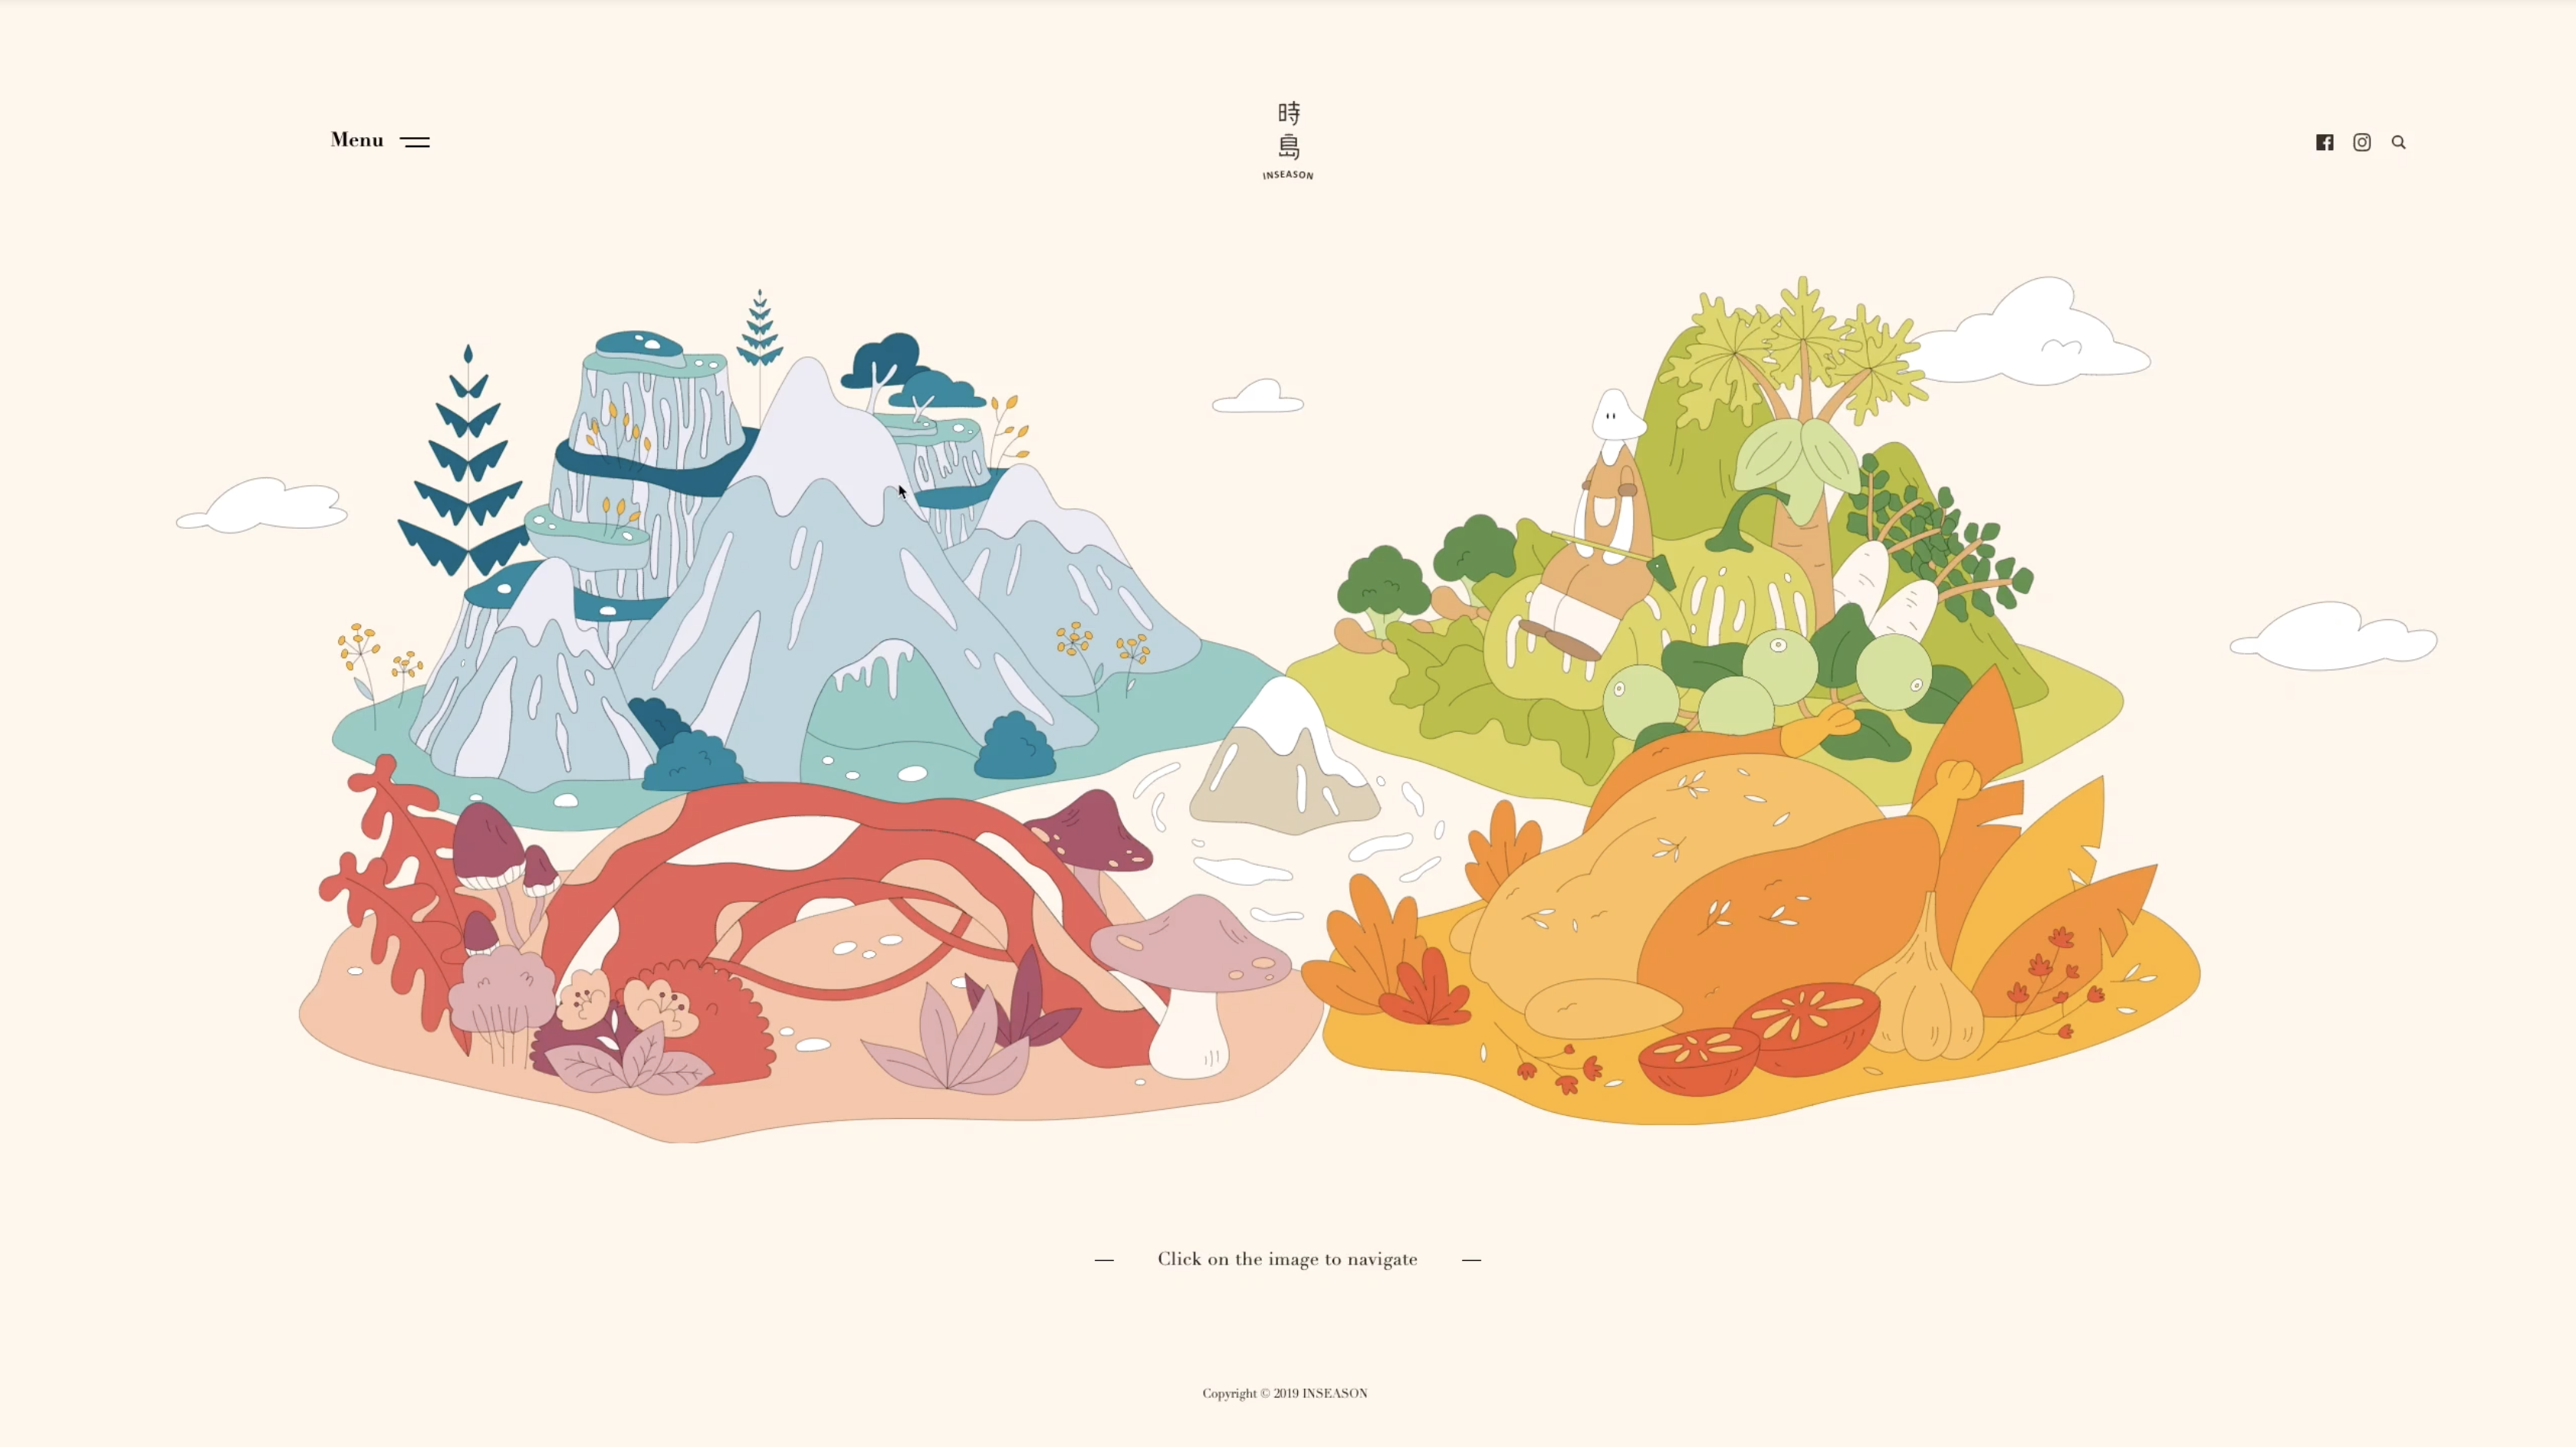 Menu
時
島
INSEASON
Click on the image to navigate
Copyright © 2019 INSEASON